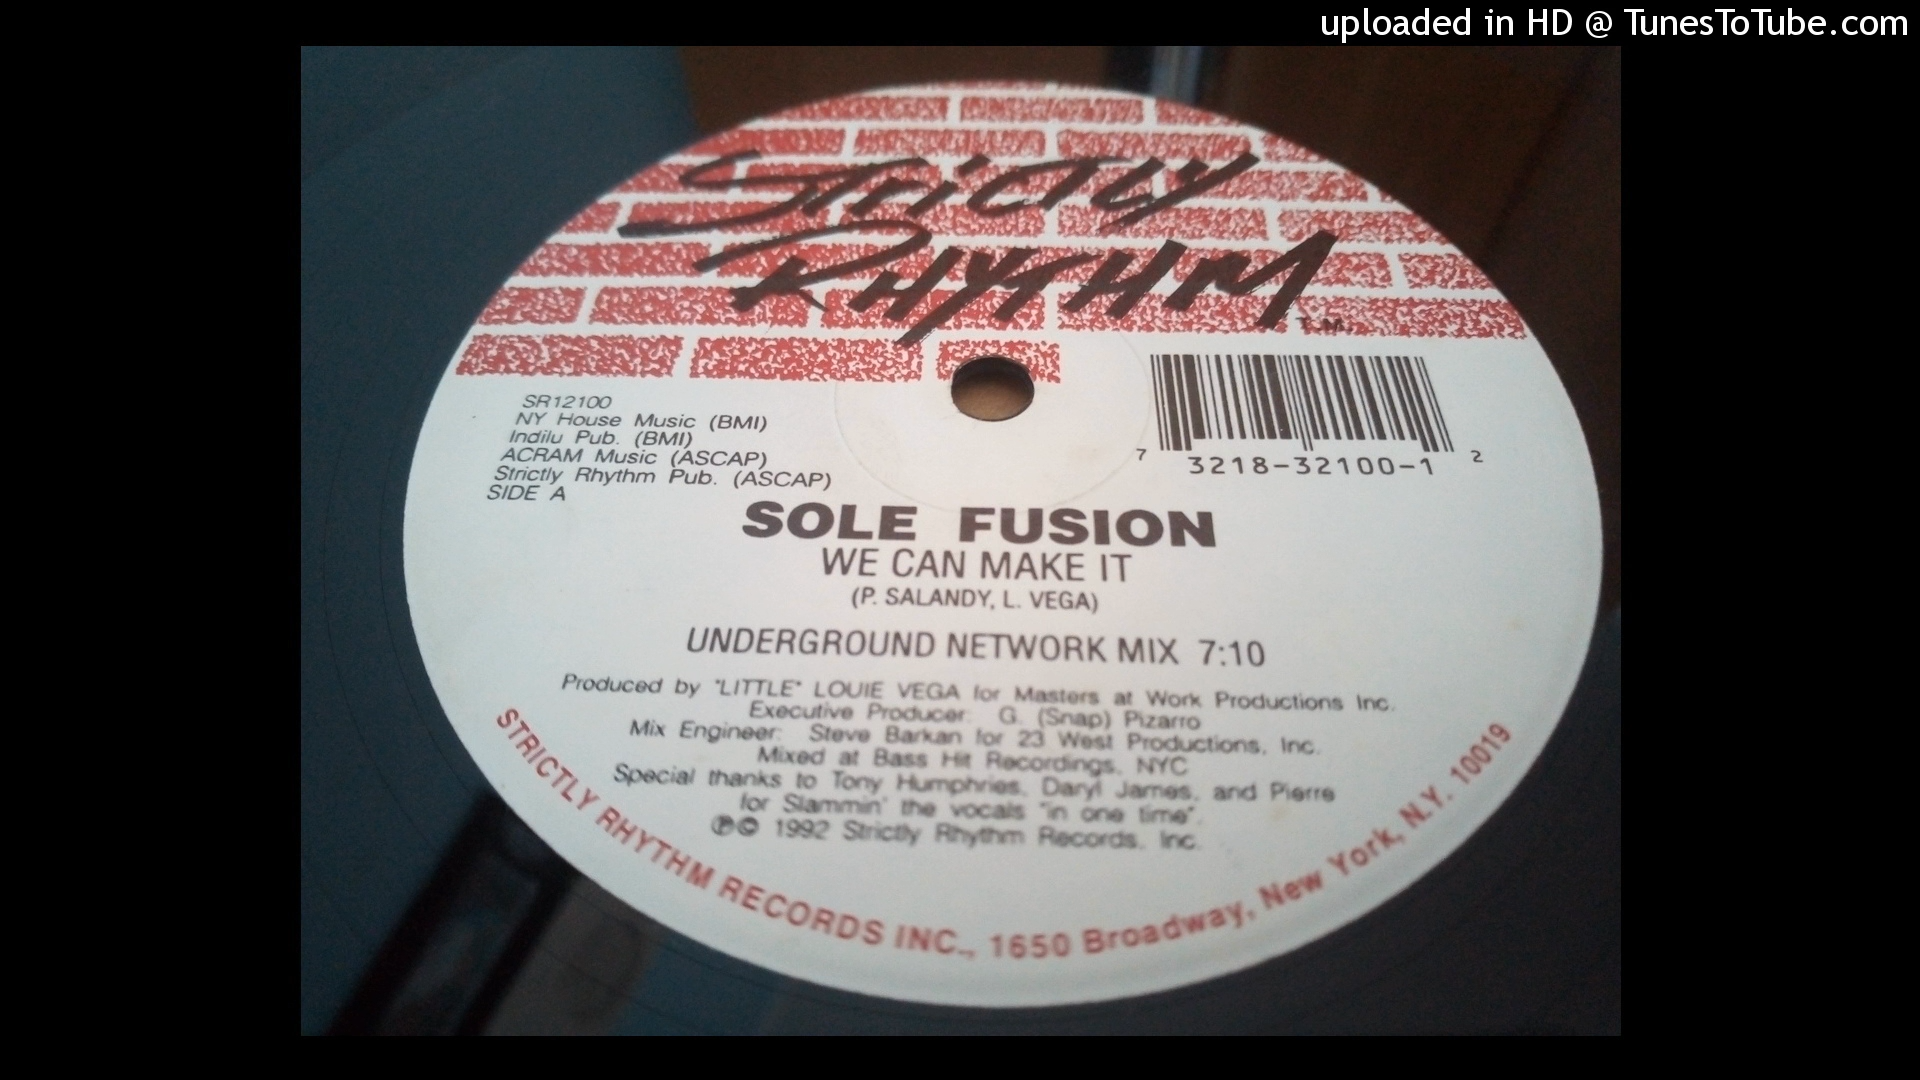 uploaded in HD @ TunesToTube.com
STRICTLY
RHYTHM T.M.
SR12100
NY House Music (BMI)
Indilu Pub. (BMI)
ACRAM Music (ASCAP)
Strictly Rhythm Pub. (ASCAP)
SIDE A
7 3218-32100-1 2
SOLE FUSION
WE CAN MAKE IT
(P. SALANDY, L. VEGA)
UNDERGROUND NETWORK MIX 7:10
Produced by "LITTLE" LOUIE VEGA for Masters at Work Productions Inc.
Executive Producer: G. (Snap) Pizarro
Mix Engineer: Steve Barkan for 23 West Productions, Inc.
Mixed at Bass Hit Recordings, NYC
Special thanks to Tony Humphries, Daryl James, and Pierre
for Slammin' the vocals "in one time".
℗© 1992 Strictly Rhythm Records, Inc.
STRICTLY RHYTHM RECORDS INC., 1650 Broadway, New York, N.Y. 10019